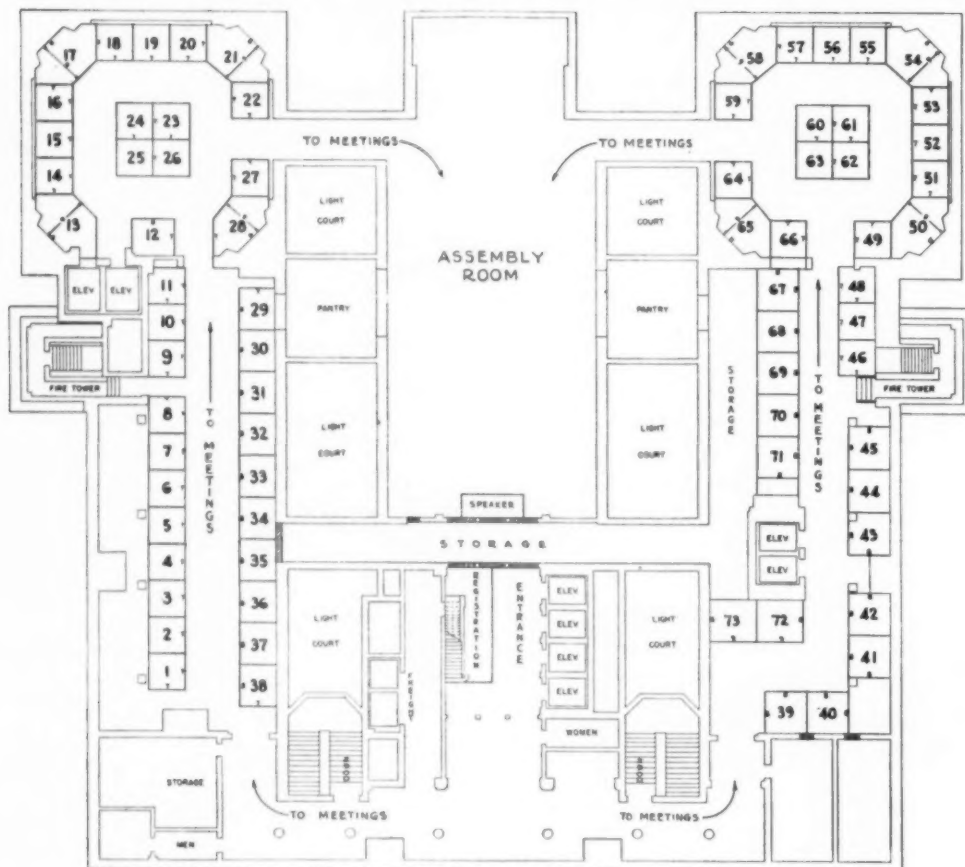 17 18 19 20 21
58 57 56 55 54
16 22
59 53
24 23
60 61
15
52
TO MEETINGS TO MEETINGS
25 26
63 62
14 27
64 51
13 12 28
65 66 49 50
LIGHT COURT
LIGHT COURT
ASSEMBLY
ROOM
ELEV ELEV 11
67 48
10 29
PANTRY
PANTRY
68 47
9 30
69 46
FIRE TOWER
FIRE TOWER
8 31
70
7 32
71 45
6 33
44
5 34
43
4 35
3 36
42
2 37
41
1 38
TO MEETINGS
STORAGE
TO MEETINGS
LIGHT COURT
LIGHT COURT
SPEAKER
STORAGE
ELEV
ELEV
REGISTRATION
ENTRANCE
ELEV
ELEV
ELEV
ELEV
LIGHT COURT
LIGHT COURT
73 72
39 40
FREIGHT
WOMEN
STORAGE
MEN
TO MEETINGS
TO MEETINGS